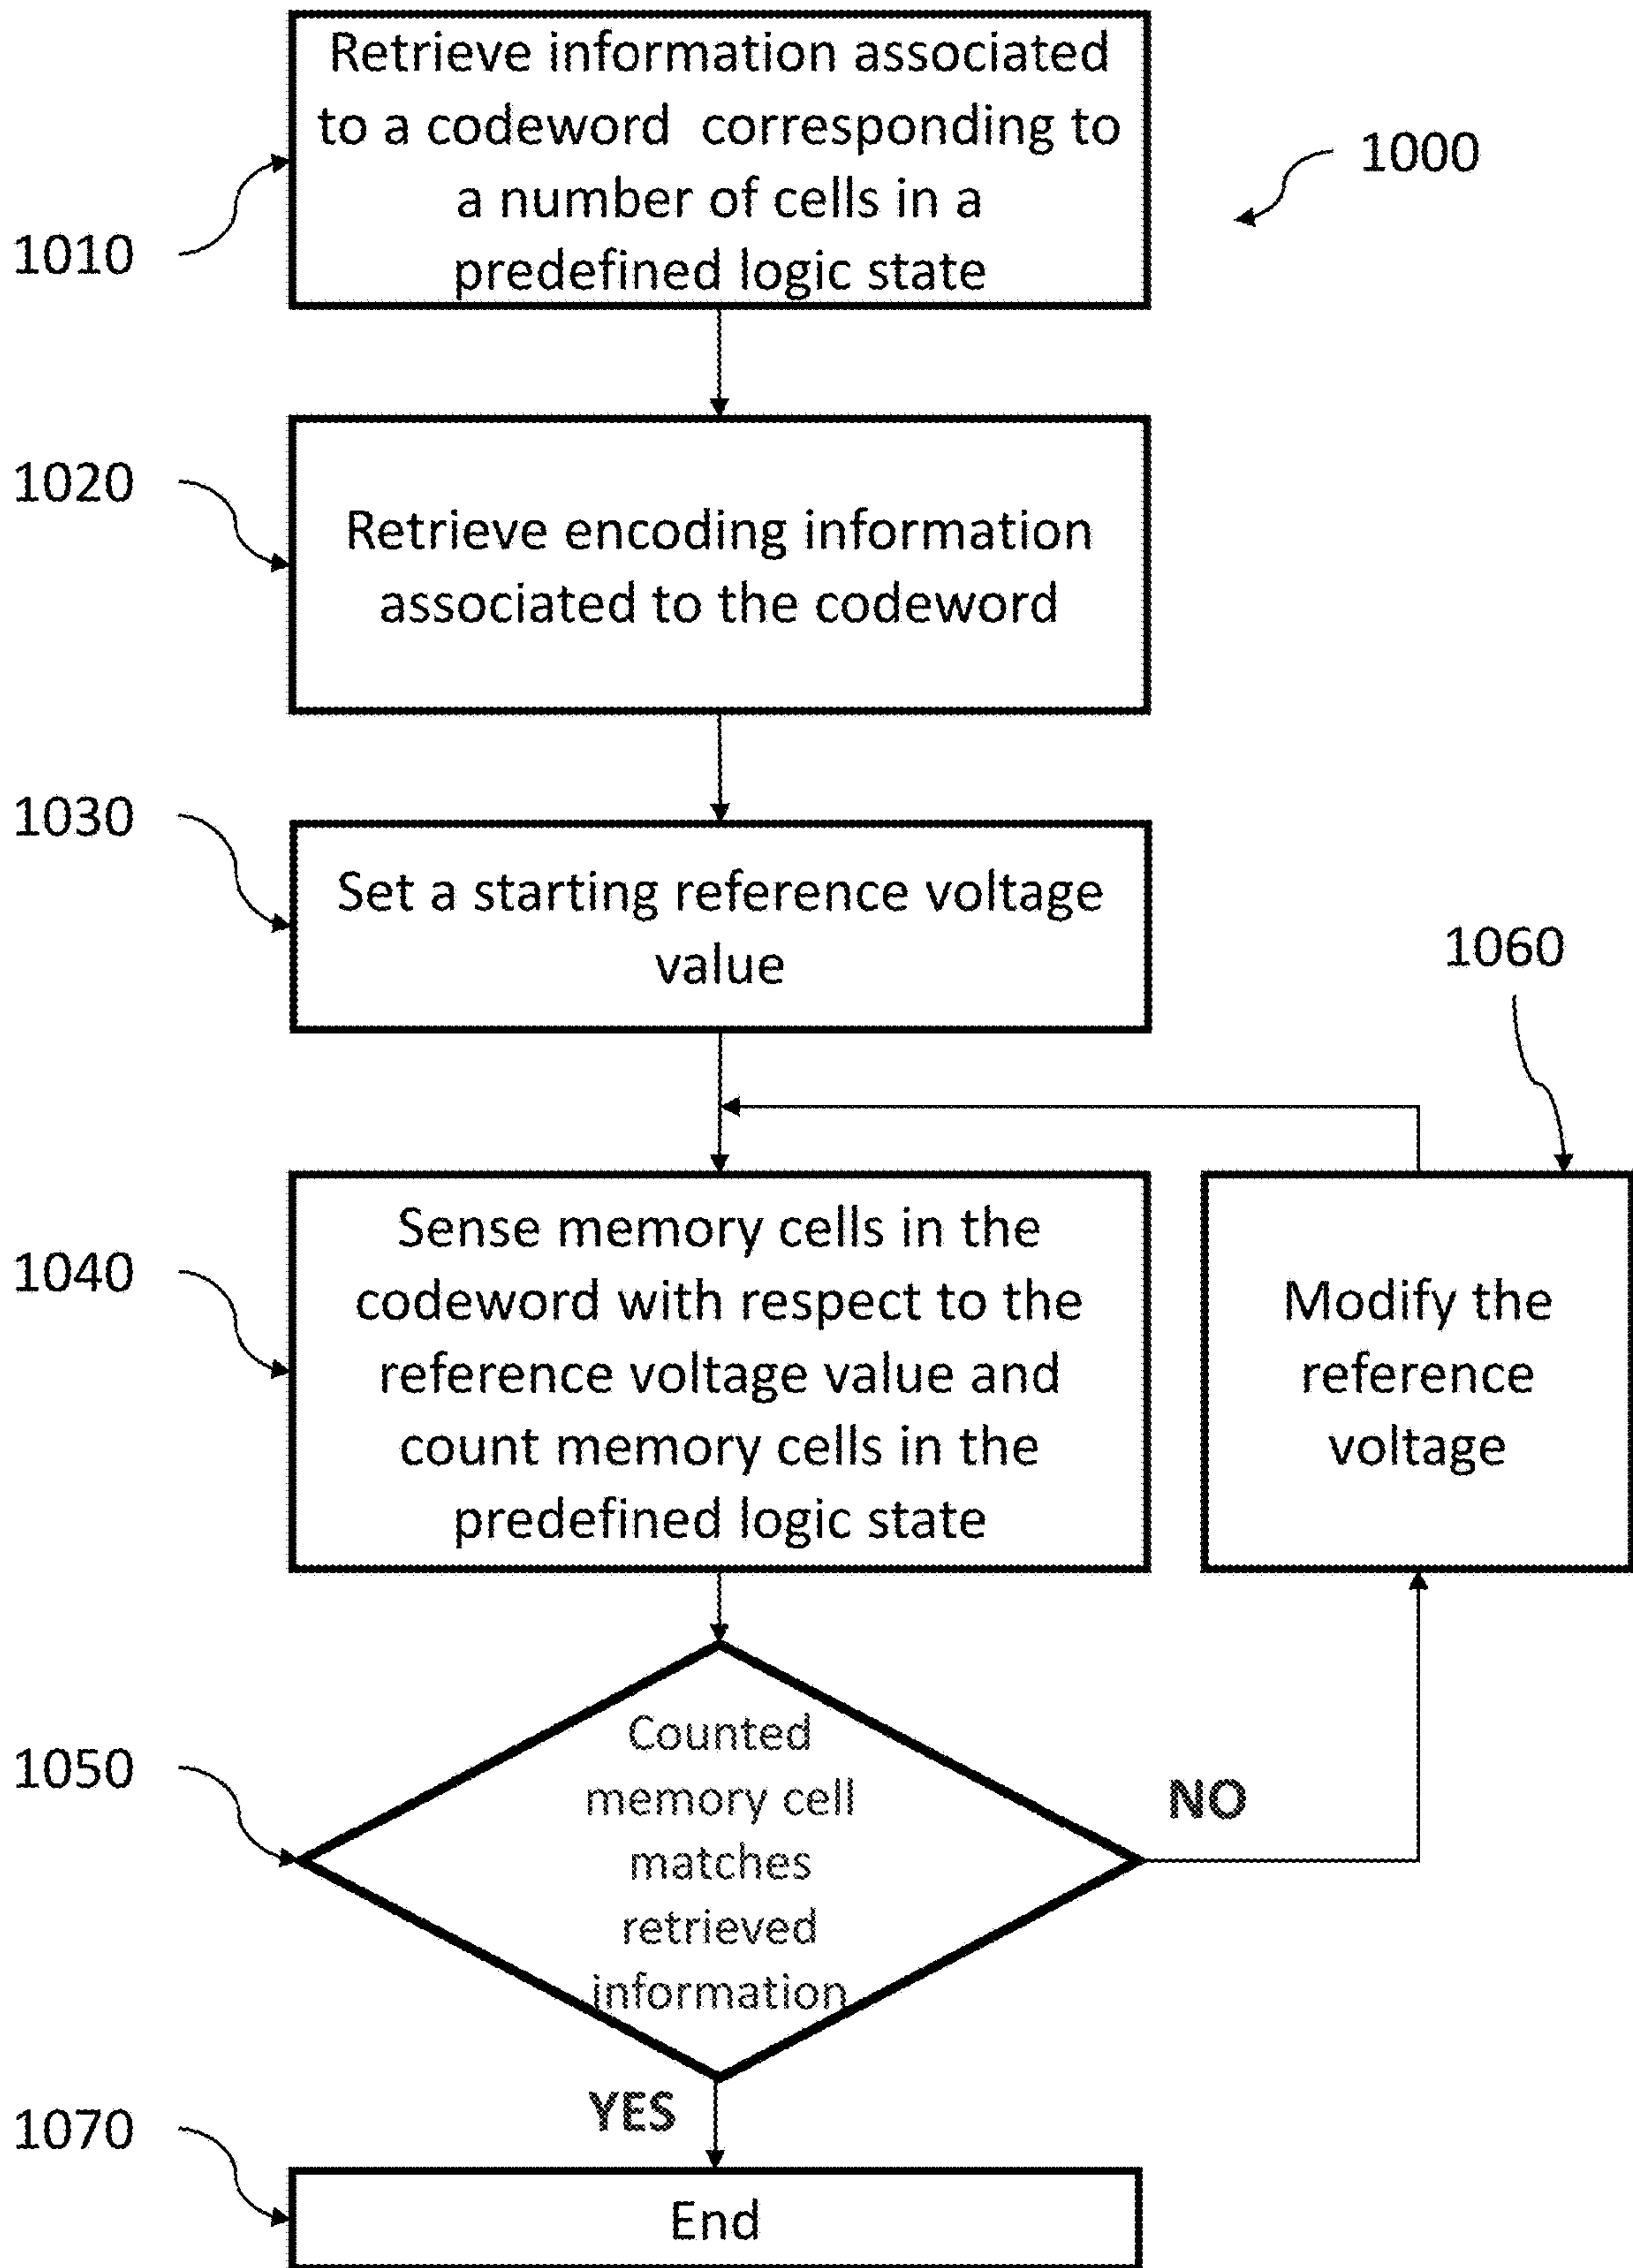 Retrieve information associated
to a codeword corresponding to
a number of cells in a
predefined logic state
1000
1010
1020
Retrieve encoding information
associated to the codeword
1030
Set a starting reference voltage
value
1060
1040
Sense memory cells in the
codeword with respect to the
reference voltage value and
count memory cells in the
predefined logic state
Modify the
reference
voltage
1050
Counted
memory cell
matches
retrieved
information
NO
YES
1070
End